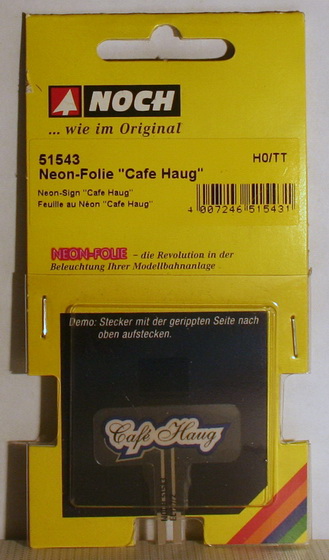 NOCH
... wie im Original
51543
H0/TT
Neon-Folie "Cafe Haug"
Neon-Sign "Cafe Haug"
Feuille au Nèon "Cafe Haug"
4 007246 515431
NEON-FOLIE – die Revolution in der
Beleuchtung Ihrer Modellbahnanlage
Demo: Stecker mit der gerippten Seite nach
oben aufstecken.
Café Haug